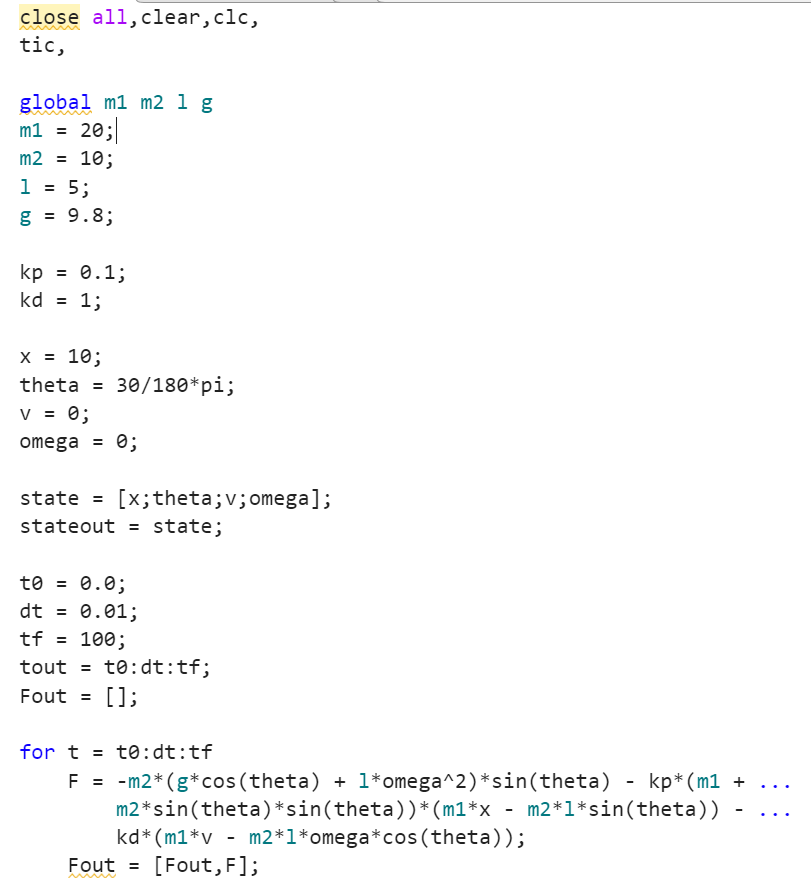 close all,clear,clc,
tic,
global m1 m2 l g
m1 = 20;
m2 = 10;
l = 5;
g = 9.8;
kp = 0.1;
kd = 1;
x = 10;
theta = 30/180*pi;
v = 0;
omega = 0;
state = [x;theta;v;omega];
stateout = state;
t0 = 0.0;
dt = 0.01;
tf = 100;
tout = t0:dt:tf;
Fout = [];
for t = t0:dt:tf
    F = -m2*(g*cos(theta) + l*omega^2)*sin(theta) - kp*(m1 + ...
        m2*sin(theta)*sin(theta))*(m1*x - m2*l*sin(theta)) - ...
        kd*(m1*v - m2*l*omega*cos(theta));
    Fout = [Fout,F];